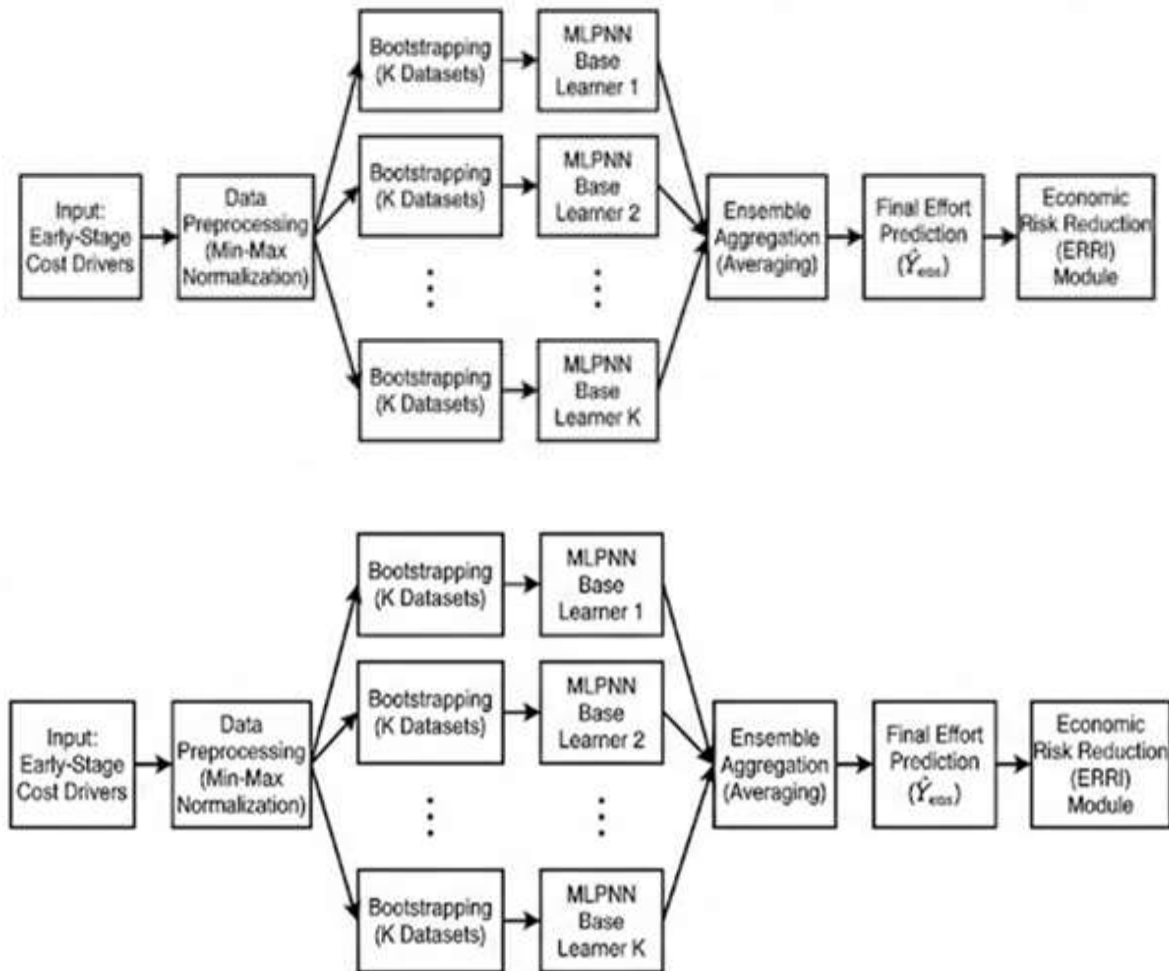 Bootstrapping
(K Datasets)
MLPNN
Base
Learner 1
Bootstrapping
(K Datasets)
MLPNN
Base
Learner 2
Input:
Early-Stage
Cost Drivers
Data
Preprocessing
(Min-Max
Normalization)
Ensemble
Aggregation
(Averaging)
Final Effort
Prediction
(Ŷeas)
Economic
Risk Reduction
(ERRI)
Module
Bootstrapping
(K Datasets)
MLPNN
Base
Learner K
Bootstrapping
(K Datasets)
MLPNN
Base
Learner 1
Bootstrapping
(K Datasets)
MLPNN
Base
Learner 2
Input:
Early-Stage
Cost Drivers
Data
Preprocessing
(Min-Max
Normalization)
Ensemble
Aggregation
(Averaging)
Final Effort
Prediction
(Ŷeas)
Economic
Risk Reduction
(ERRI)
Module
Bootstrapping
(K Datasets)
MLPNN
Base
Learner K